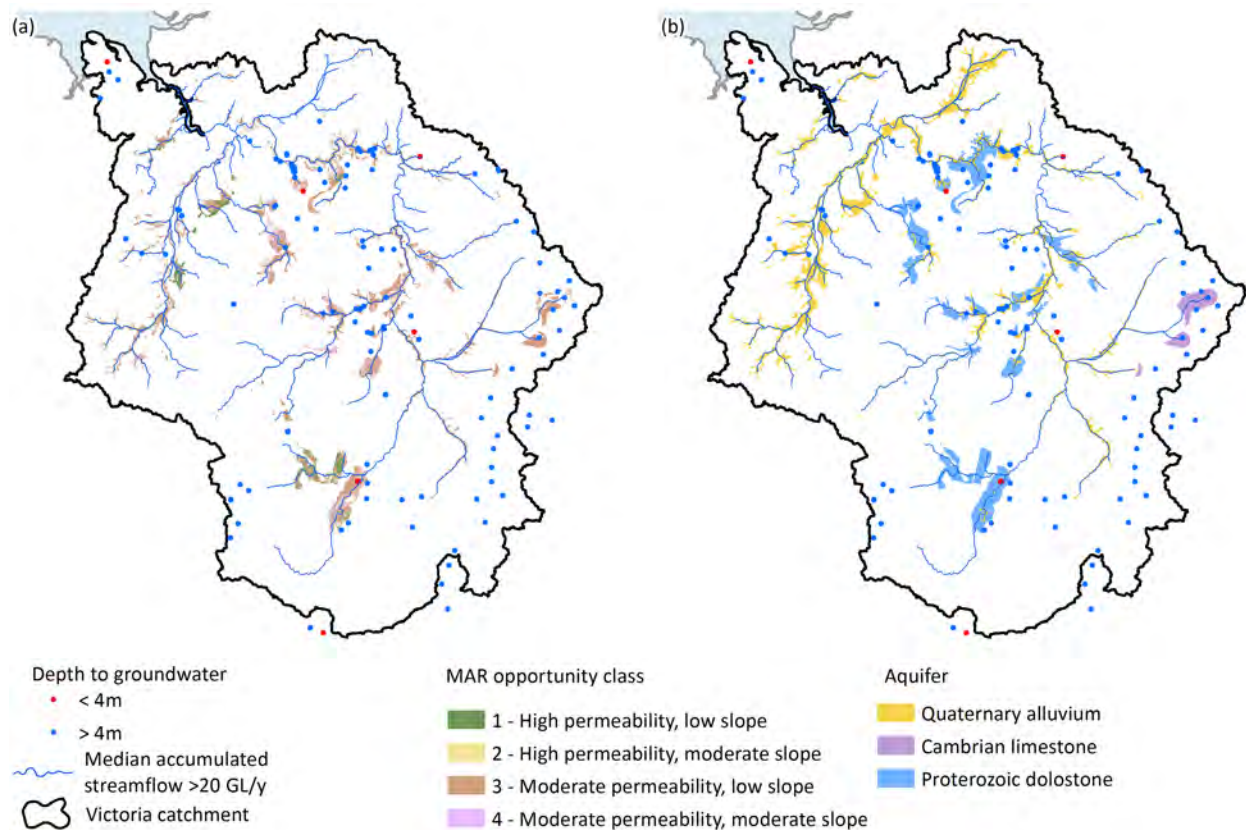 (a)
(b)
Depth to groundwater
< 4m
> 4m
Median accumulated
streamflow >20 GL/y
Victoria catchment
MAR opportunity class
1 - High permeability, low slope
2 - High permeability, moderate slope
3 - Moderate permeability, low slope
4 - Moderate permeability, moderate slope
Aquifer
Quaternary alluvium
Cambrian limestone
Proterozoic dolostone